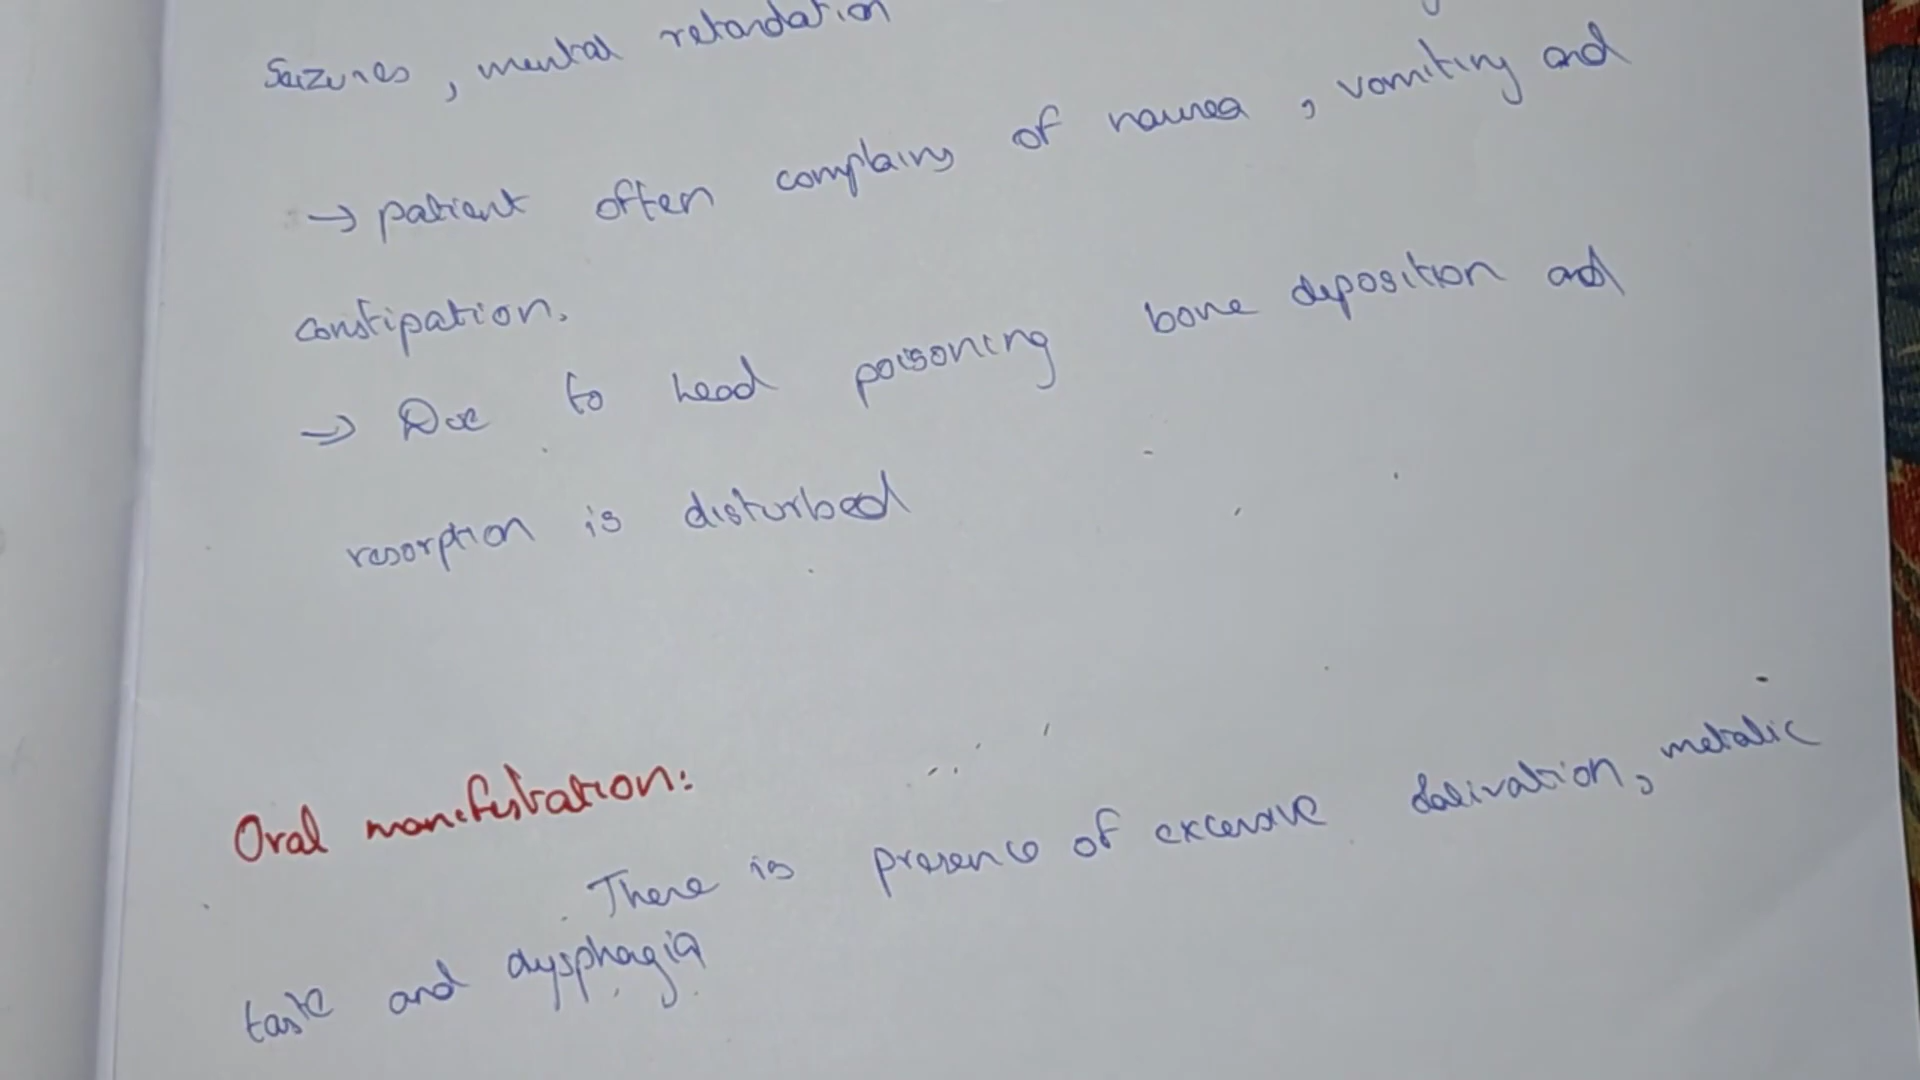 Seizures, mental retardation
→ patient often complains of nausea, vomiting and
constipation.
→ Due to lead poisoning bone deposition and
resorption is disturbed
Oral manifestation:
There is presence of excessive salivation, metalic
taste and dysphagia